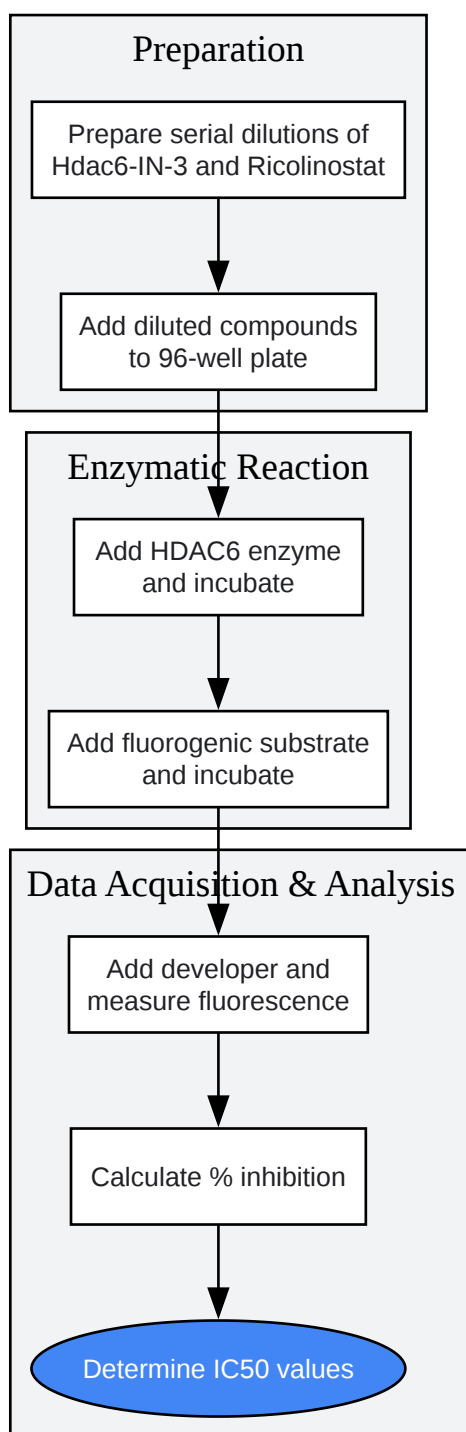 Preparation
Prepare serial dilutions of
Hdac6-IN-3 and Ricolinostat
Add diluted compounds
to 96-well plate
Enzymatic Reaction
Add HDAC6 enzyme
and incubate
Add fluorogenic substrate
and incubate
Data Acquisition & Analysis
Add developer and
measure fluorescence
Calculate % inhibition
Determine IC50 values